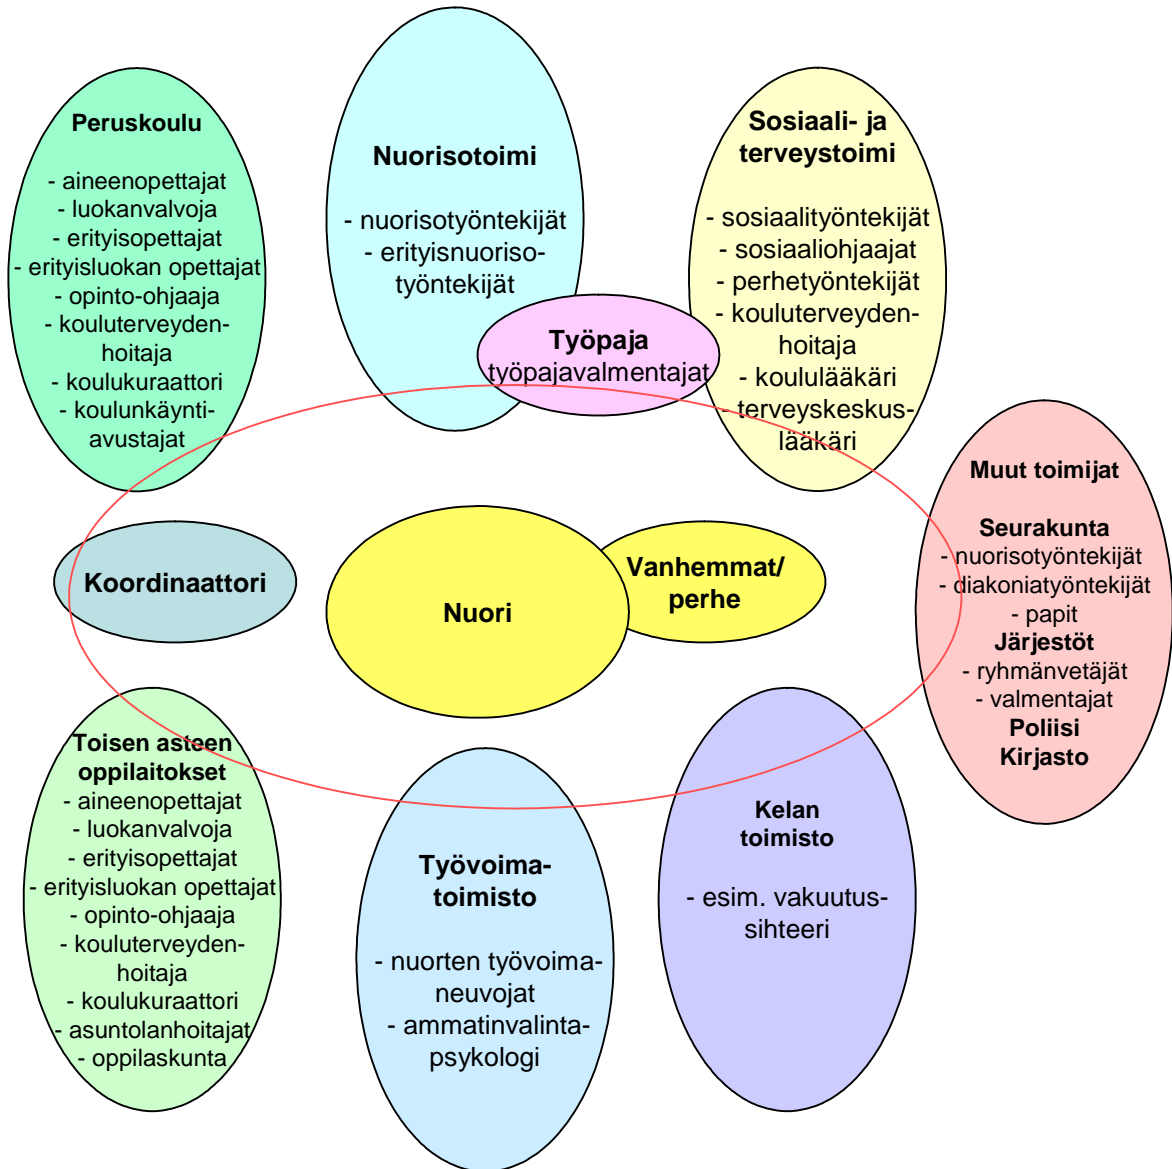 Peruskoulu
- aineenopettajat
- luokanvalvoja
- erityisopettajat
- erityisluokan opettajat
- opinto-ohjaaja
- kouluterveyden-
hoitaja
- koulukuraattori
- koulunkäynti-
avustajat
Nuorisotoimi
- nuorisotyöntekijät
- erityisnuoriso-
työntekijät
Työpaja
työpajavalmentajat
Sosiaali- ja
terveystoimi
- sosiaalityöntekijät
- sosiaaliohjaajat
- perhetyöntekijät
- kouluterveyden-
hoitaja
- koululääkäri
- terveyskeskus-
lääkäri
Muut toimijat
Seurakunta
- nuorisotyöntekijät
- diakoniatyöntekijät
- papit
Järjestöt
- ryhmänvetäjät
- valmentajat
Poliisi
Kirjasto
Koordinaattori
Nuori
Vanhemmat/
perhe
Toisen asteen
oppilaitokset
- aineenopettajat
- luokanvalvoja
- erityisopettajat
- erityisluokan opettajat
- opinto-ohjaaja
- kouluterveyden-
hoitaja
- koulukuraattori
- asuntolanhoitajat
- oppilaskunta
Työvoima-
toimisto
- nuorten työvoima-
neuvojat
- ammatinvalinta-
psykologi
Kelan
toimisto
- esim. vakuutus-
sihteeri